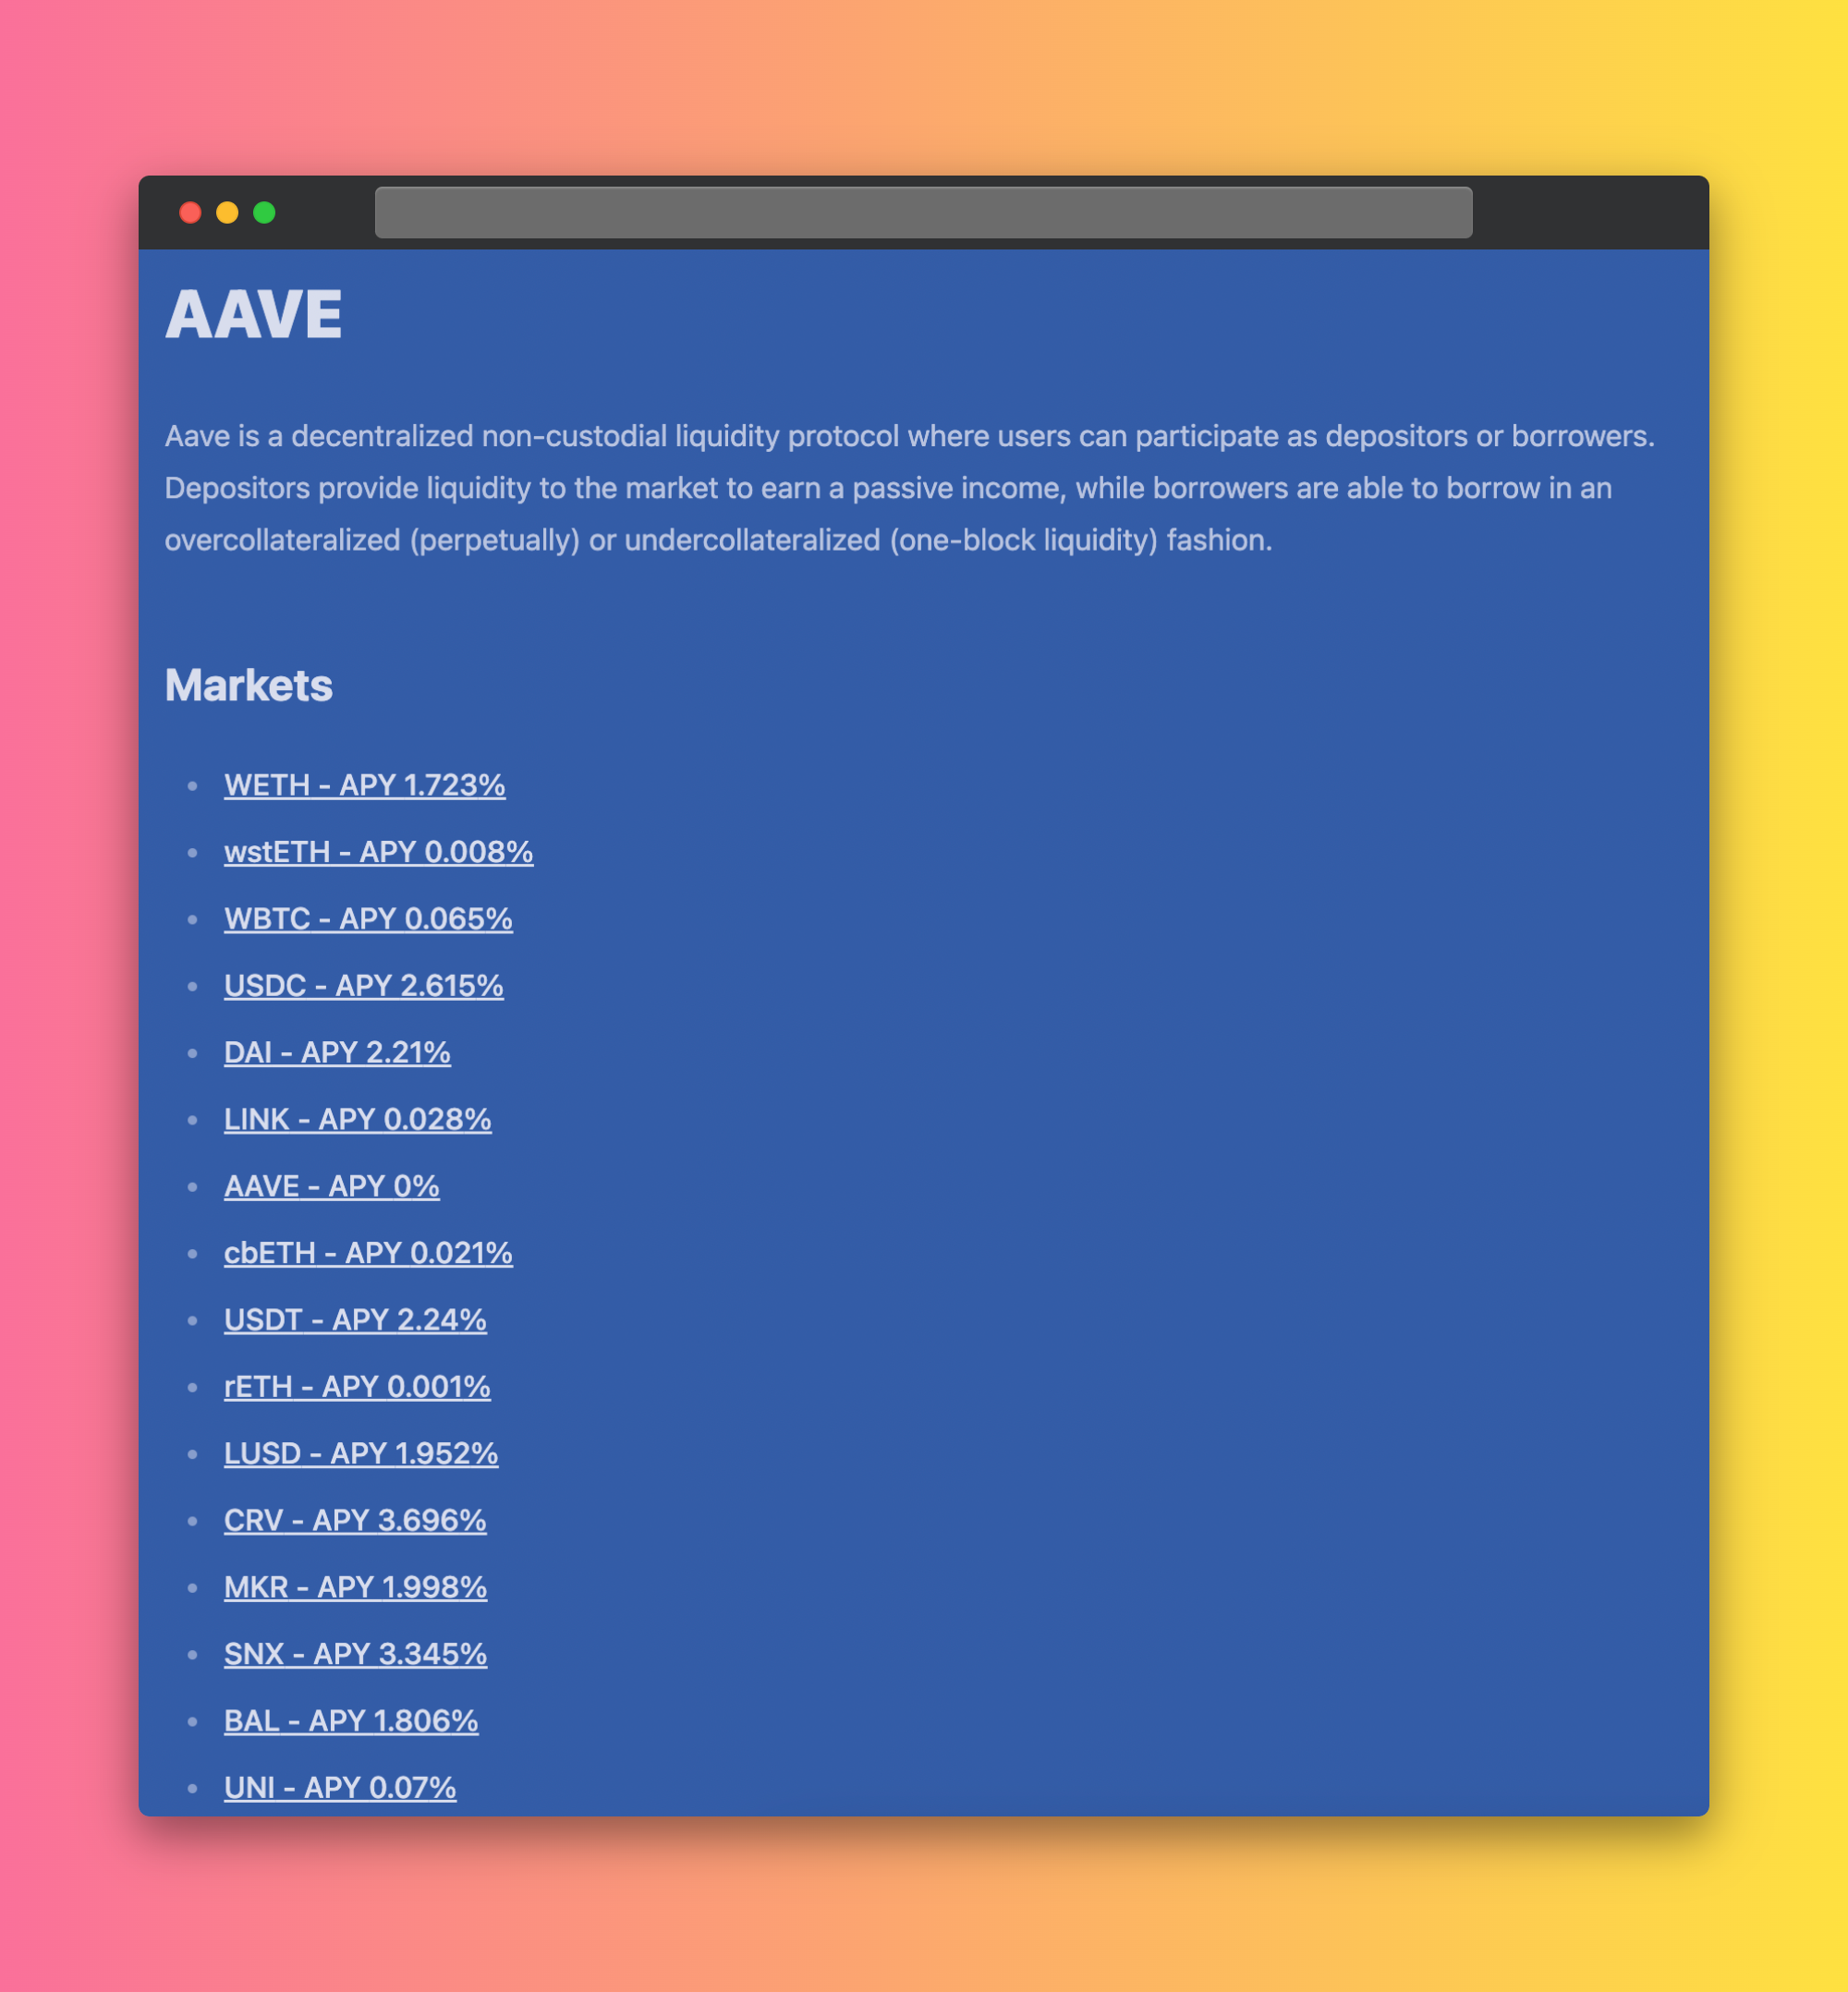 AAVE
Aave is a decentralized non-custodial liquidity protocol where users can participate as depositors or borrowers.
Depositors provide liquidity to the market to earn a passive income, while borrowers are able to borrow in an
overcollateralized (perpetually) or undercollateralized (one-block liquidity) fashion.
Markets
WETH - APY 1.723%
wstETH - APY 0.008%
WBTC - APY 0.065%
USDC - APY 2.615%
DAI - APY 2.21%
LINK - APY 0.028%
AAVE - APY 0%
cbETH - APY 0.021%
USDT - APY 2.24%
rETH - APY 0.001%
LUSD - APY 1.952%
CRV - APY 3.696%
MKR - APY 1.998%
SNX - APY 3.345%
BAL - APY 1.806%
UNI - APY 0.07%